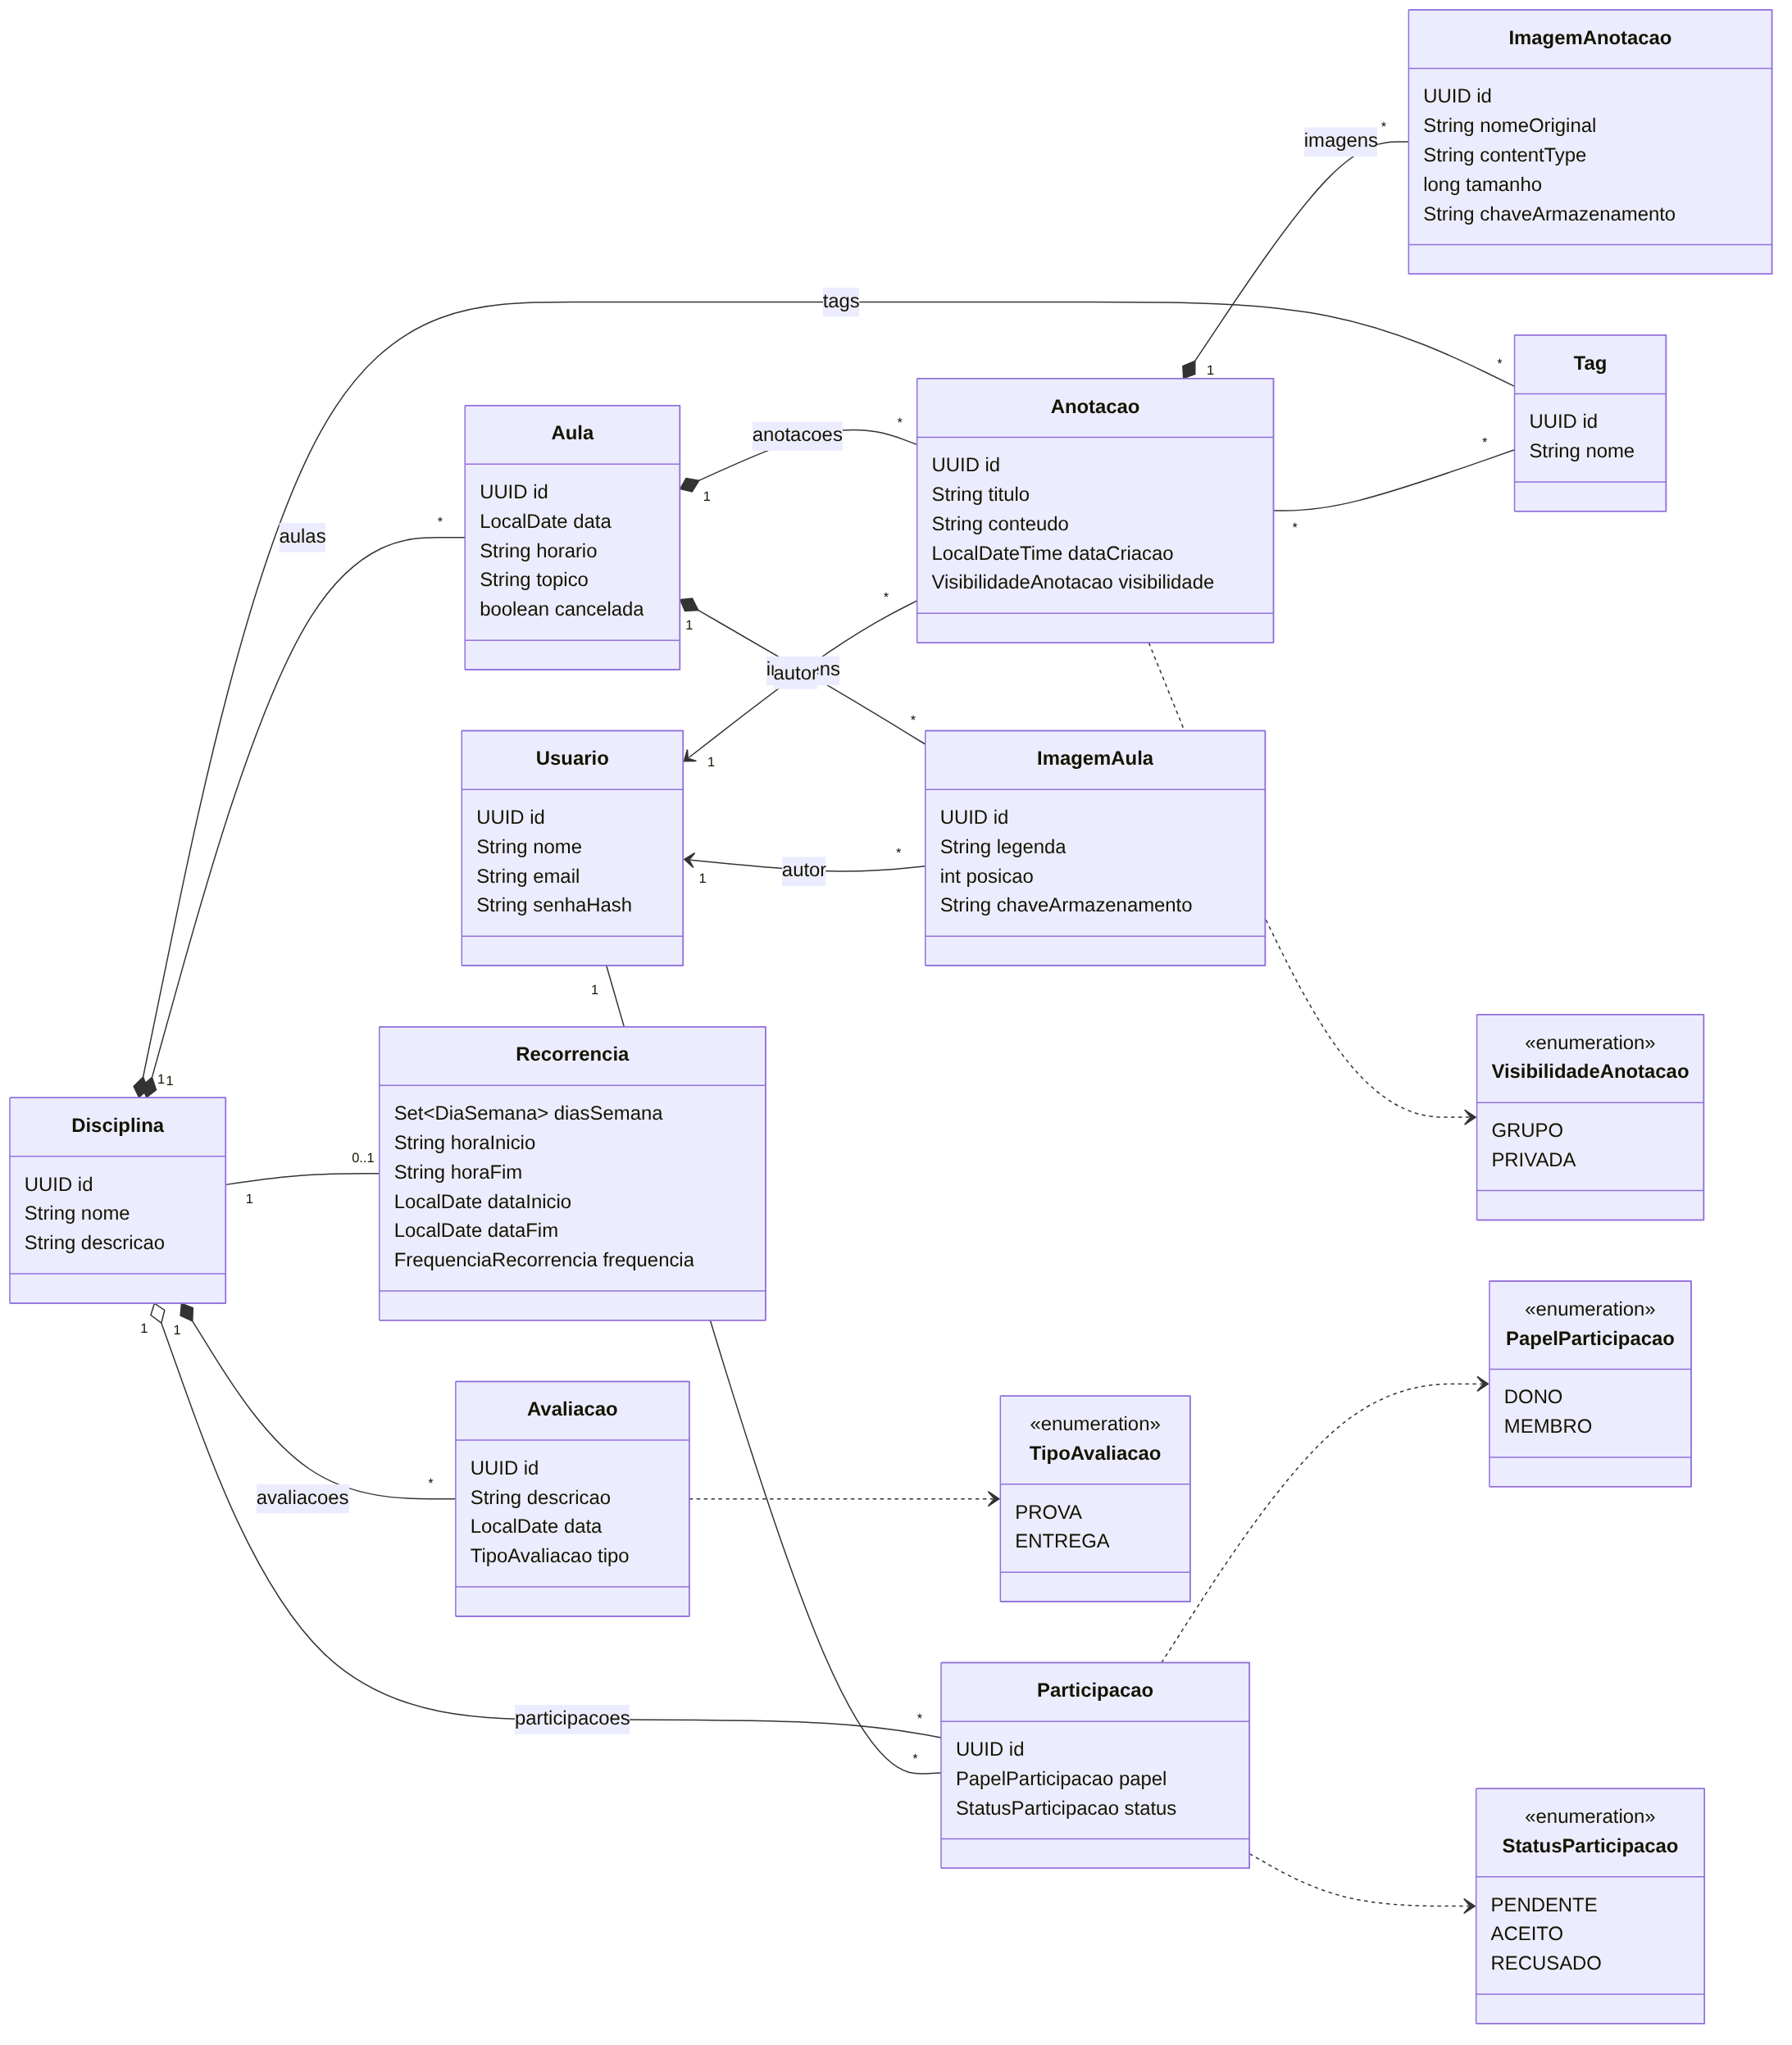 ImagemAnotacao
UUID id
String nomeOriginal
String contentType
long tamanho
String chaveArmazenamento
imagens
*
1
tags
*
1
Tag
UUID id
String nome
Aula
UUID id
LocalDate data
String horario
String topico
boolean cancelada
anotacoes
*
1
Anotacao
UUID id
String titulo
String conteudo
LocalDateTime dataCriacao
VisibilidadeAnotacao visibilidade
*
*
aulas
*
1
1
*
autor
*
1
Usuario
UUID id
String nome
String email
String senhaHash
ImagemAula
UUID id
String legenda
int posicao
String chaveArmazenamento
autor
*
1
1
Recorrencia
Set<DiaSemana> diasSemana
String horaInicio
String horaFim
LocalDate dataInicio
LocalDate dataFim
FrequenciaRecorrencia frequencia
Disciplina
UUID id
String nome
String descricao
0..1
1
«enumeration»
VisibilidadeAnotacao
GRUPO
PRIVADA
«enumeration»
PapelParticipacao
DONO
MEMBRO
1
1
avaliacoes
*
Avaliacao
UUID id
String descricao
LocalDate data
TipoAvaliacao tipo
«enumeration»
TipoAvaliacao
PROVA
ENTREGA
participacoes
*
*
Participacao
UUID id
PapelParticipacao papel
StatusParticipacao status
«enumeration»
StatusParticipacao
PENDENTE
ACEITO
RECUSADO